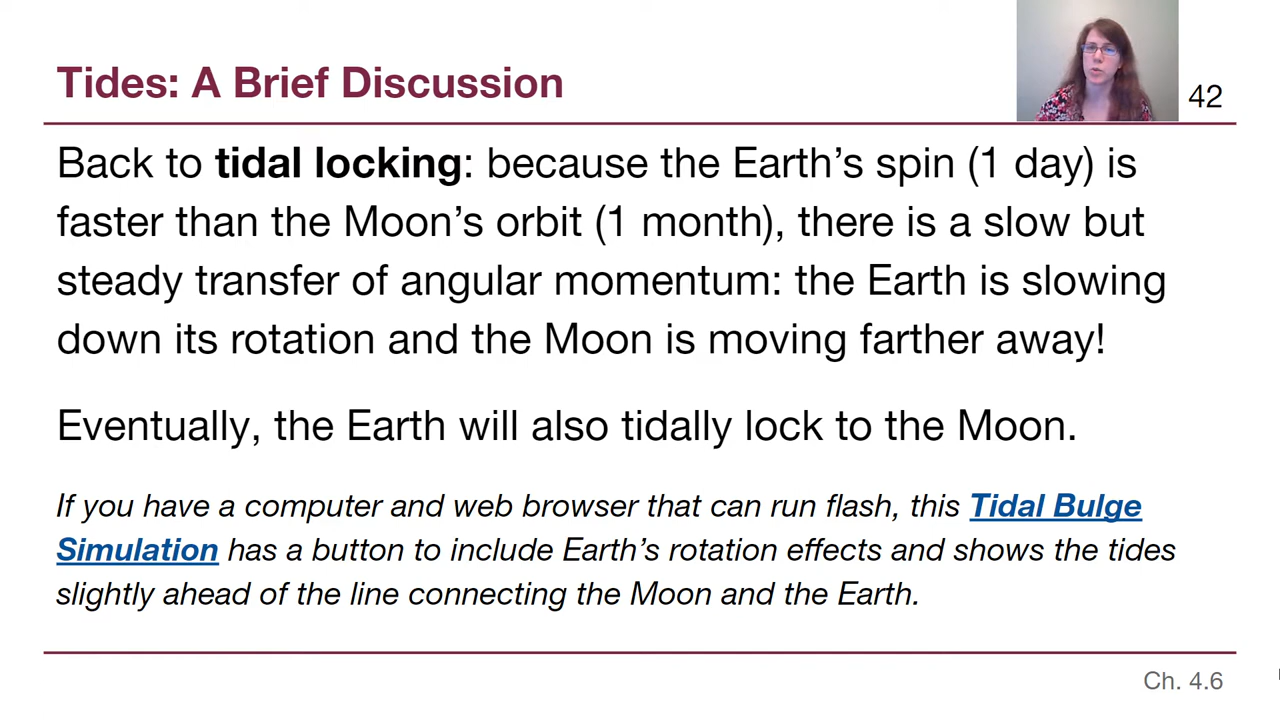 Tides: A Brief Discussion
42
Back to tidal locking: because the Earth’s spin (1 day) is
faster than the Moon’s orbit (1 month), there is a slow but
steady transfer of angular momentum: the Earth is slowing
down its rotation and the Moon is moving farther away!
Eventually, the Earth will also tidally lock to the Moon.
If you have a computer and web browser that can run flash, this Tidal Bulge
Simulation has a button to include Earth’s rotation effects and shows the tides
slightly ahead of the line connecting the Moon and the Earth.
Ch. 4.6